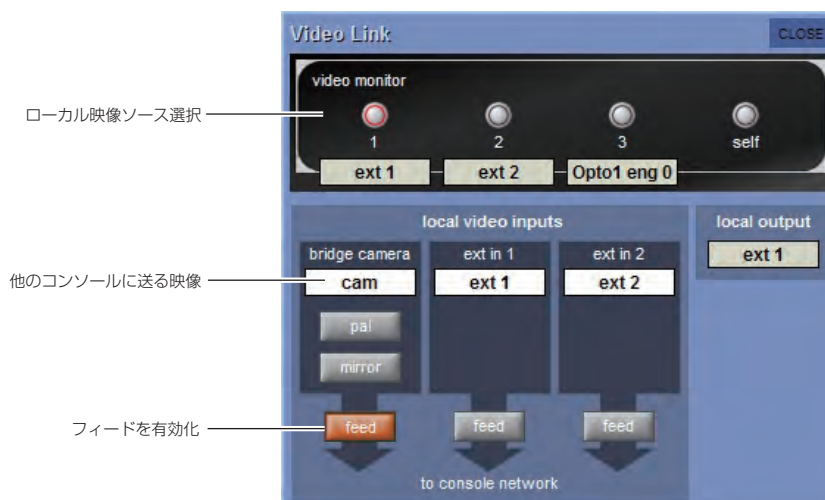 Video Link
CLOSE
video monitor
ローカル映像ソース選択
1 2 3 self
ext 1 ext 2 Opto1 eng 0
local video inputs
local output
bridge camera ext in 1 ext in 2
ext 1
他のコンソールに送る映像
cam ext 1 ext 2
pal
mirror
フィードを有効化
feed feed feed
to console network